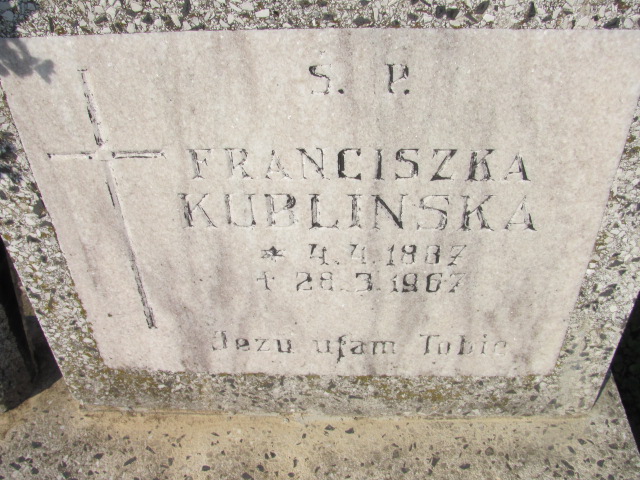 Ś. P.
FRANCISZKA
KUBLINSKA
* 4.4.1887
† 28.3.1967
Jezu ufam Tobie